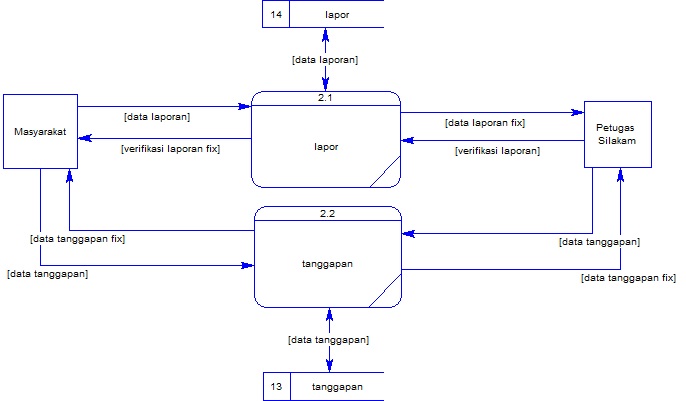 14 lapor
[data laporan]
2.1
[data laporan]
[data laporan fix]
Masyarakat
lapor
Petugas
Silakam
[verifikasi laporan fix]
[verifikasi laporan]
2.2
[data tanggapan fix]
[data tanggapan]
tanggapan
[data tanggapan]
[data tanggapan fix]
[data tanggapan]
13 tanggapan